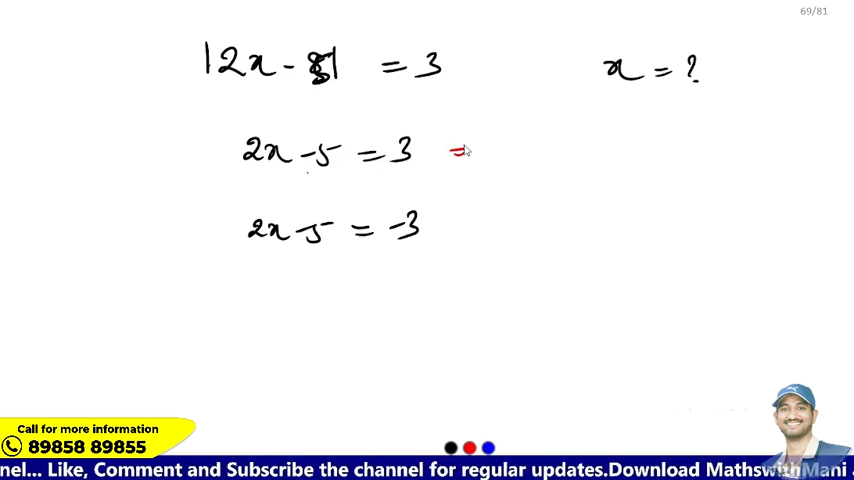 69/81
|2x - 5| = 3 x = ?
2x - 5 = 3 =
2x - 5 = -3
Call for more information
89858 89855
nel... Like, Comment and Subscribe the channel for regular updates.Download MathswithMani